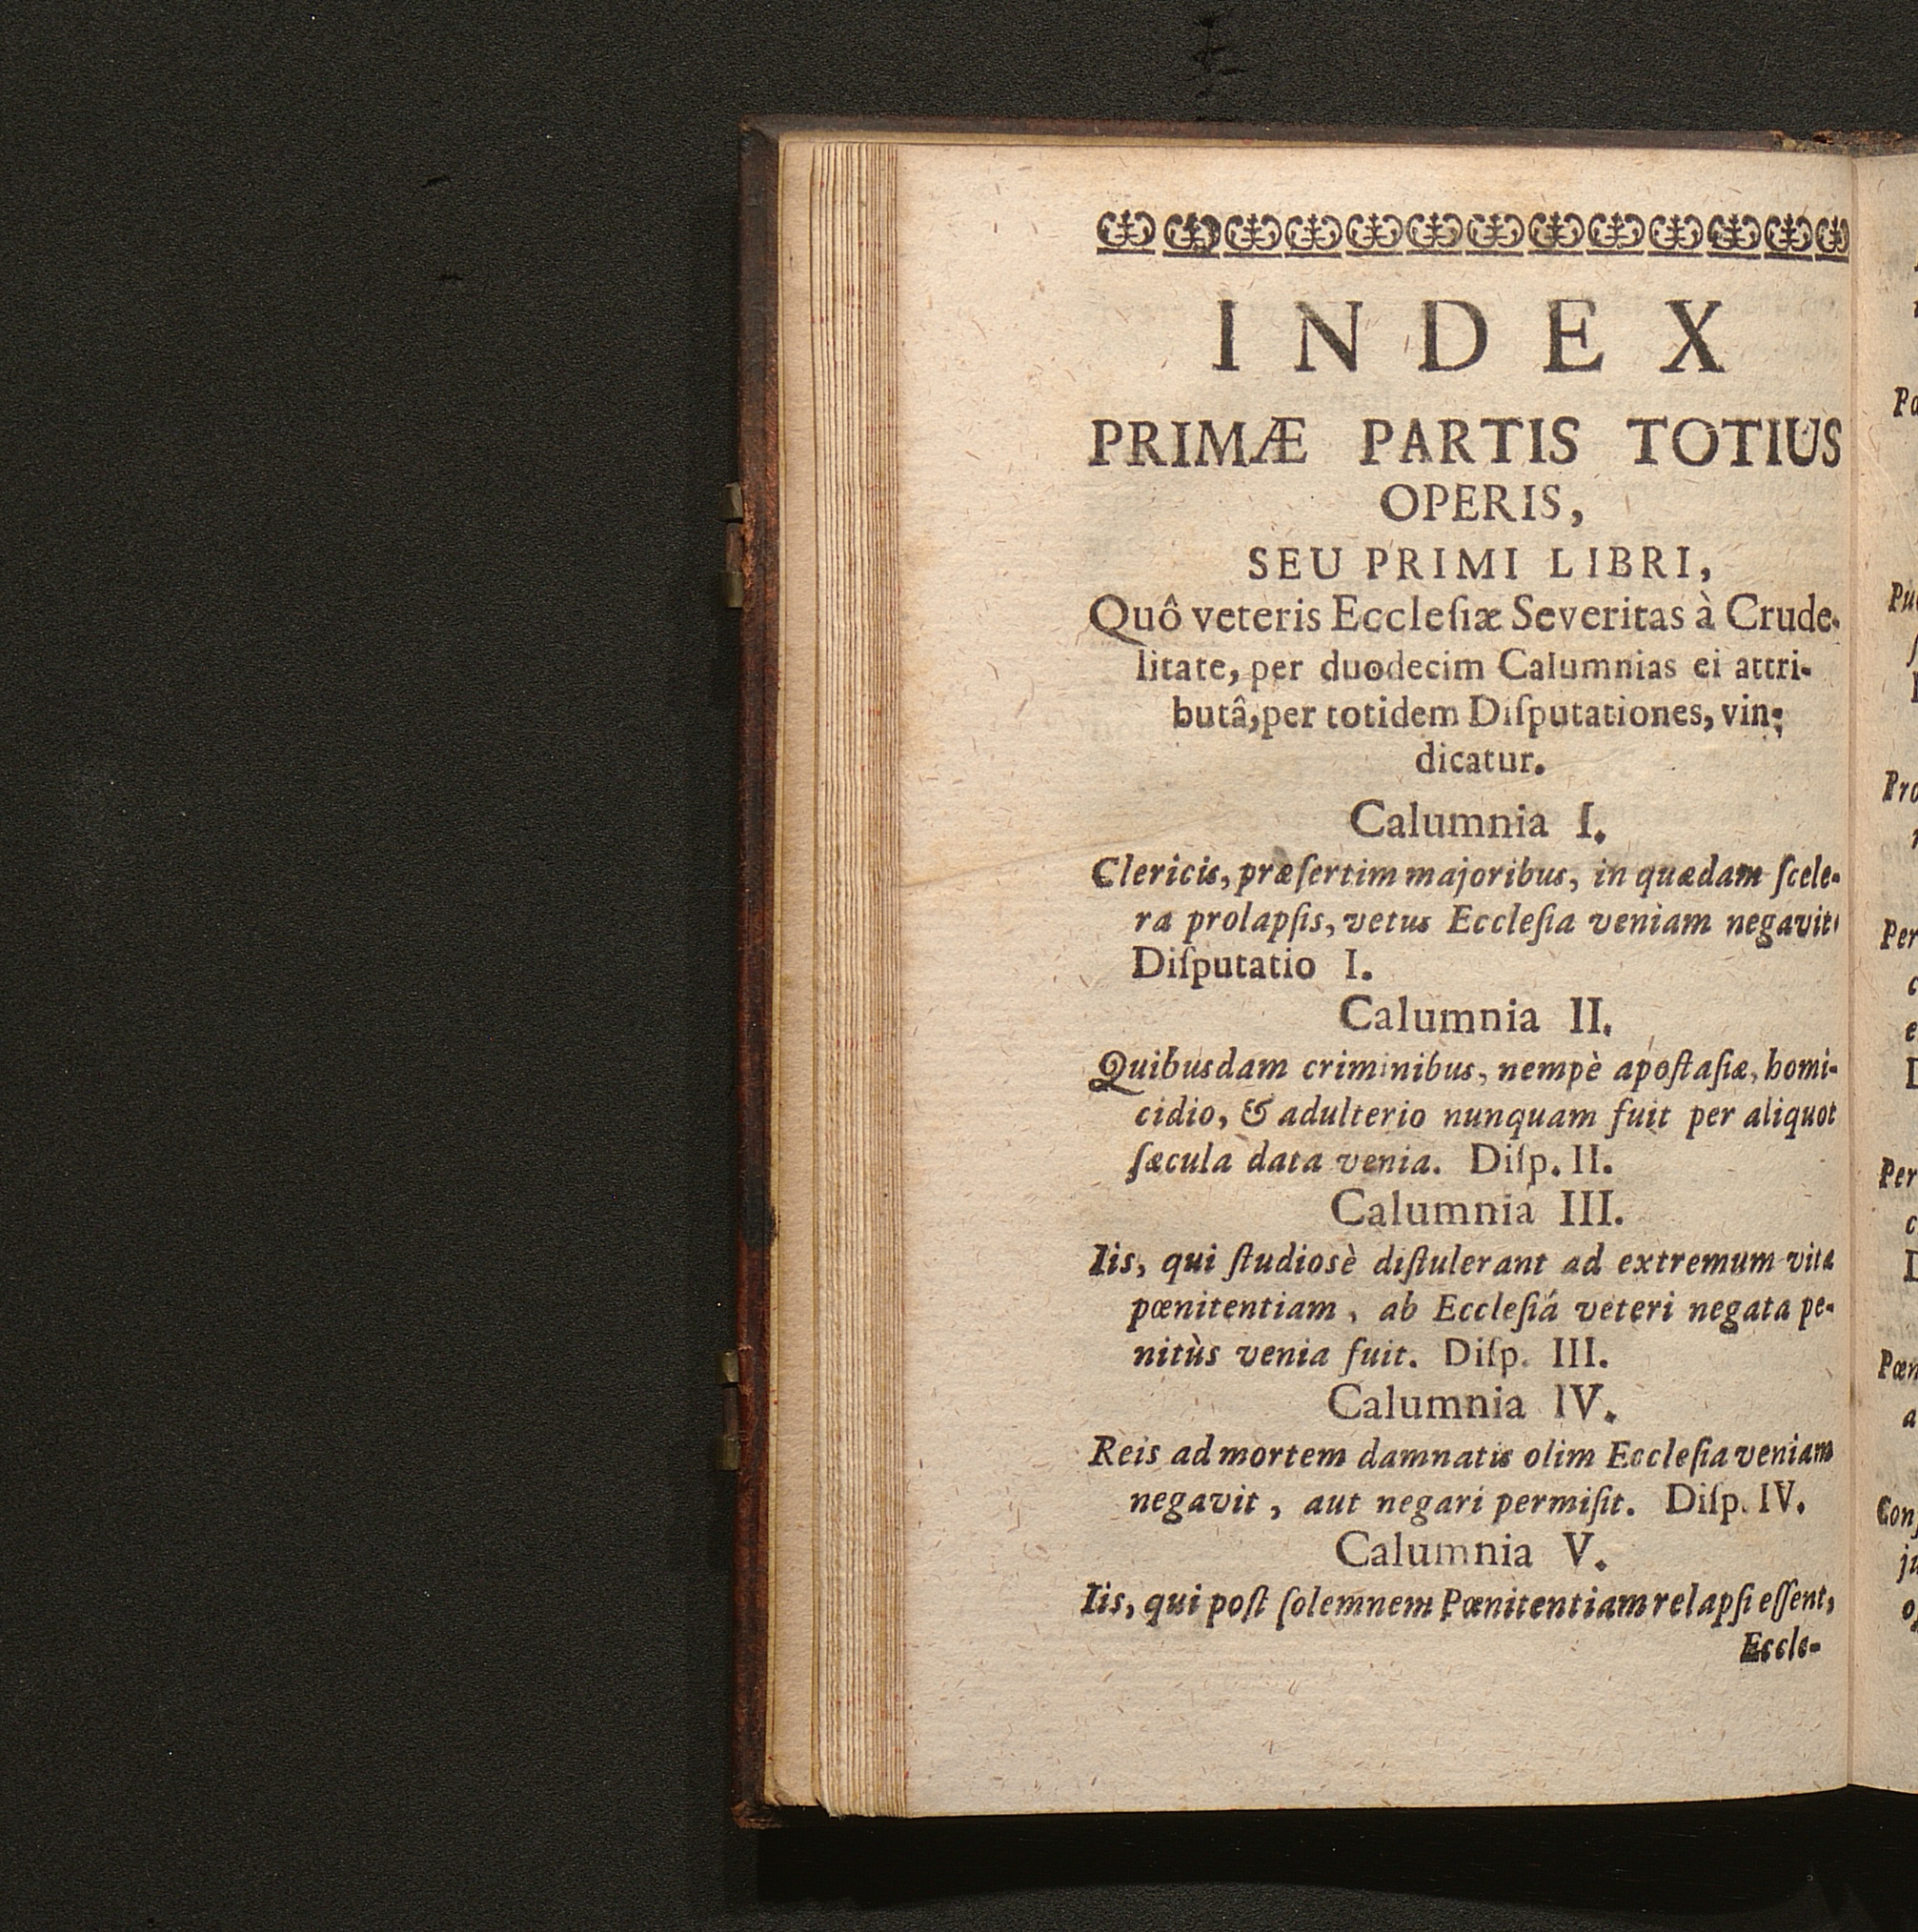 INDEX
PRIMÆ PARTIS TOTIUS
OPERIS,
SEU PRIMI LIBRI,
Quô veteris Eccleſiæ Severitas à Crude-
litate, per duodecim Calumnias ei attri-
butâ, per totidem Diſputationes, vin-
dicatur.
Calumnia I.
Clericis, præſertim majoribus, in quædam ſcele-
ra prolapſis, vetus Eccleſia veniam negavit.
Diſputatio I.
Calumnia II.
Quibusdam criminibus, nempè apoſtaſiæ, homi-
cidio, & adulterio nunquam fuit per aliquot
ſæcula data venia. Diſp. II.
Calumnia III.
Iis, qui ſtudiosè diſtulerant ad extremum vitæ
pœnitentiam, ab Eccleſiá veteri negata pe-
nitùs venia fuit. Diſp. III.
Calumnia IV.
Reis ad mortem damnatis olim Eccleſia veniam
negavit, aut negari permiſit. Diſp. IV.
Calumnia V.
Iis, qui poſt ſolemnem Pœnitentiam relapſi eſſent,
Eccle-